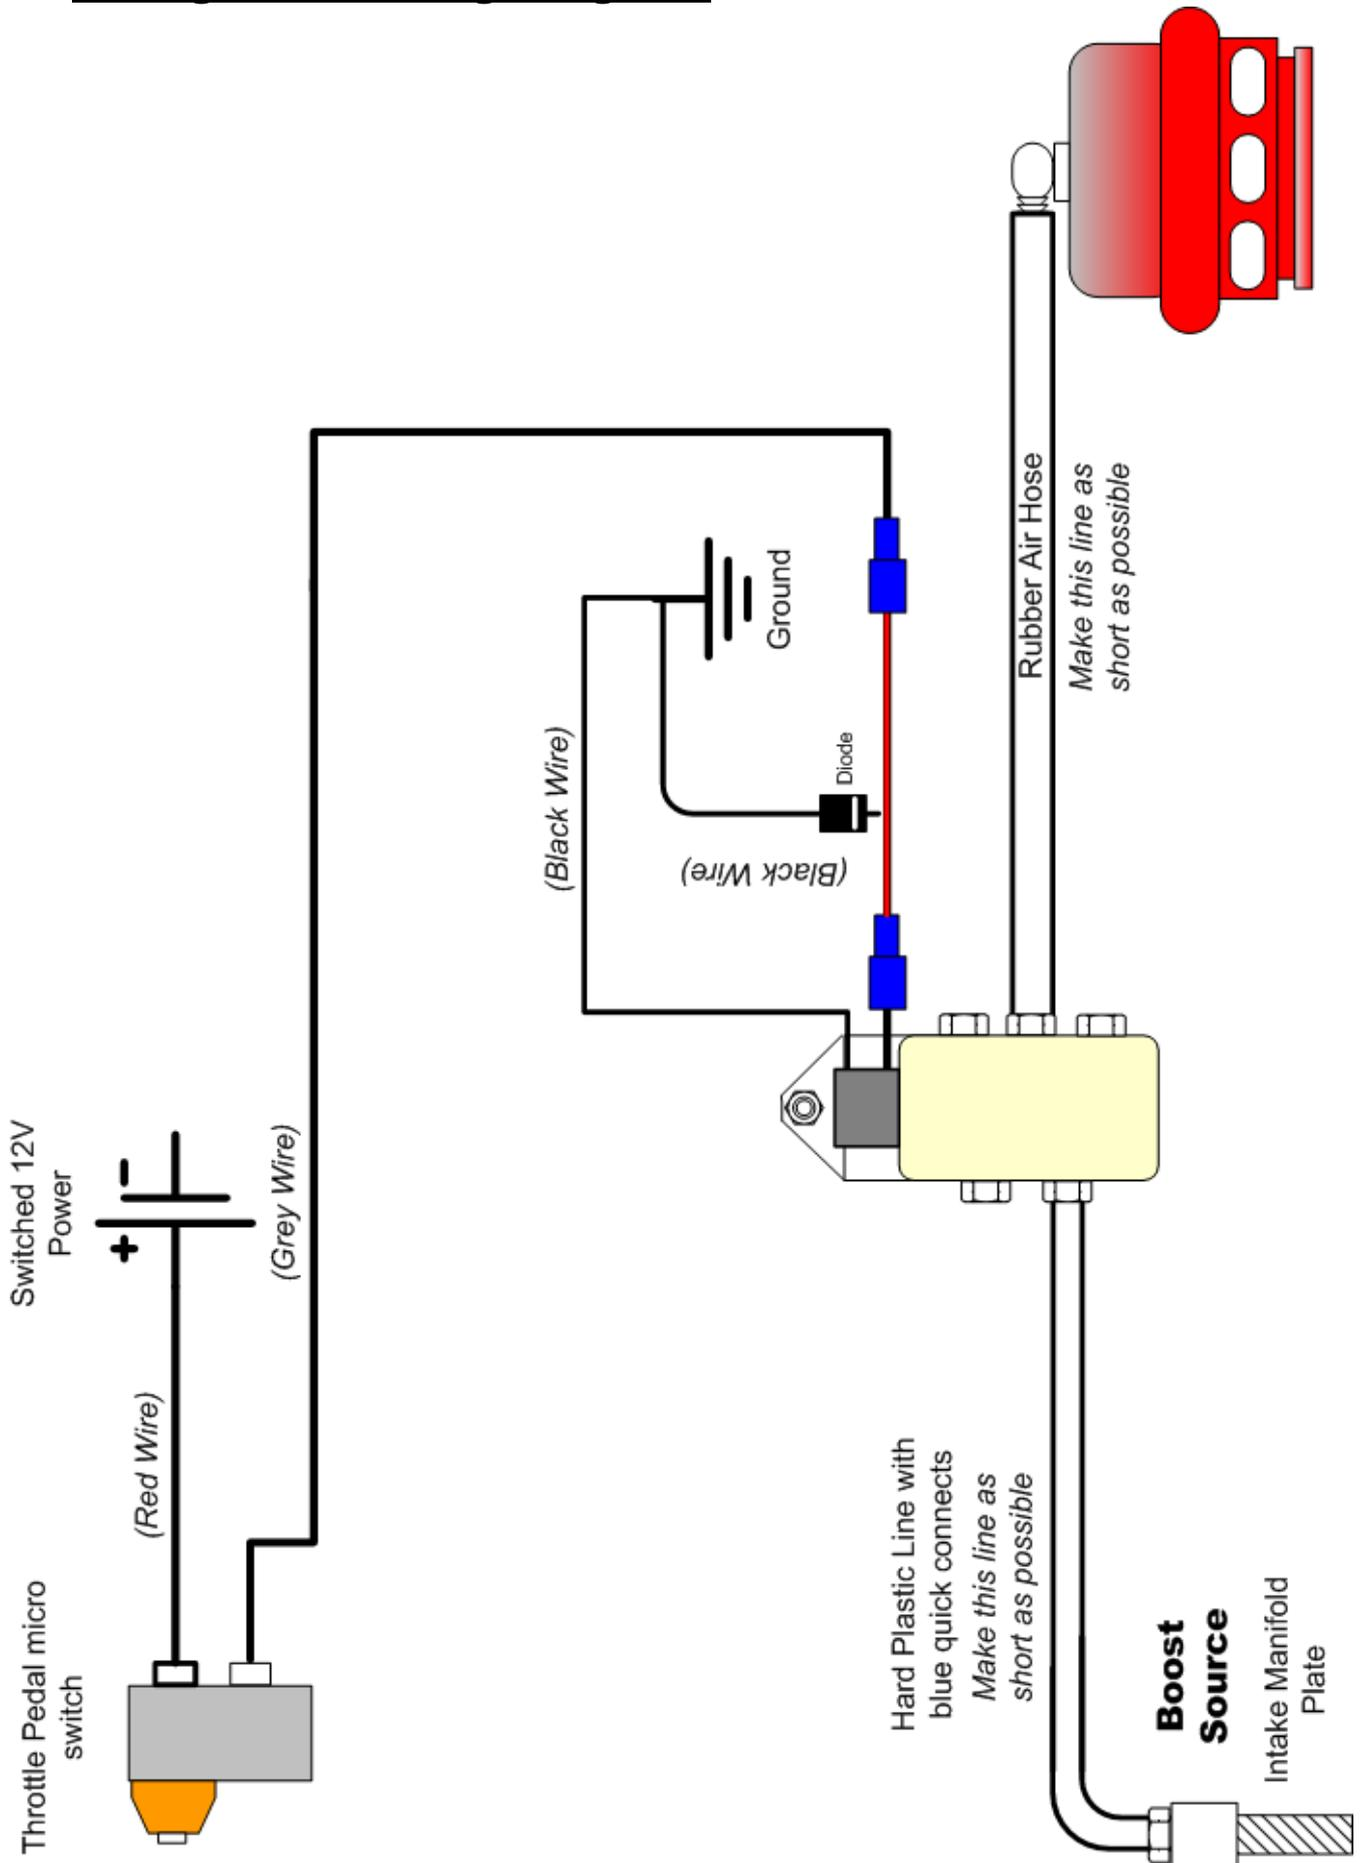 Throttle Pedal micro
switch
Switched 12V
Power
+
-
(Red Wire)
(Grey Wire)
(Black Wire)
(Black Wire)
Ground
Diode
Hard Plastic Line with
blue quick connects
Make this line as
short as possible
Rubber Air Hose
Make this line as
short as possible
Boost
Source
Intake Manifold
Plate